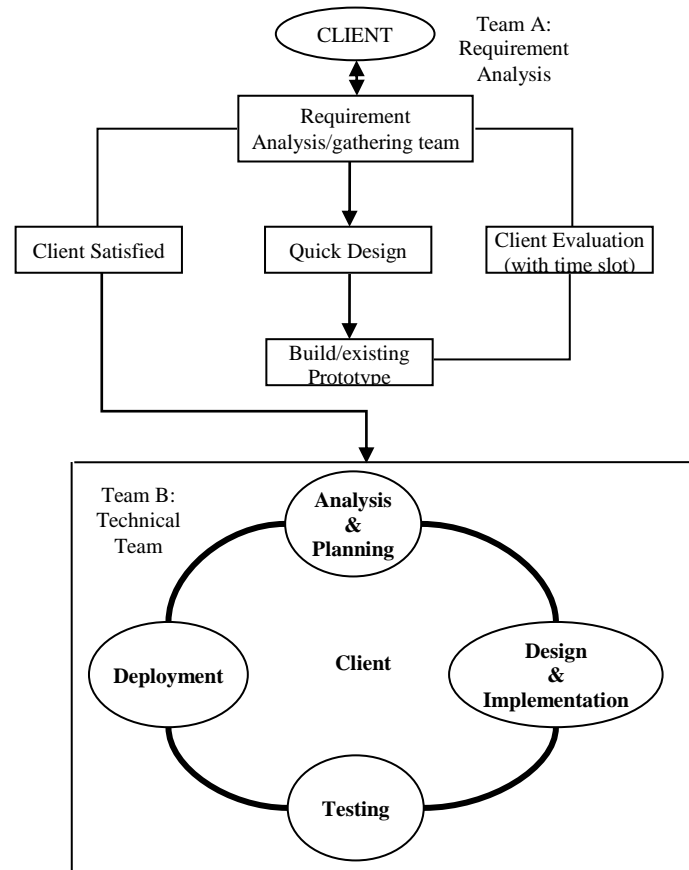 CLIENT
Team A:
Requirement
Analysis
Requirement
Analysis/gathering team
Client Satisfied
Quick Design
Client Evaluation
(with time slot)
Build/existing
Prototype
Team B:
Technical
Team
Analysis
&
Planning
Deployment
Client
Design
&
Implementation
Testing